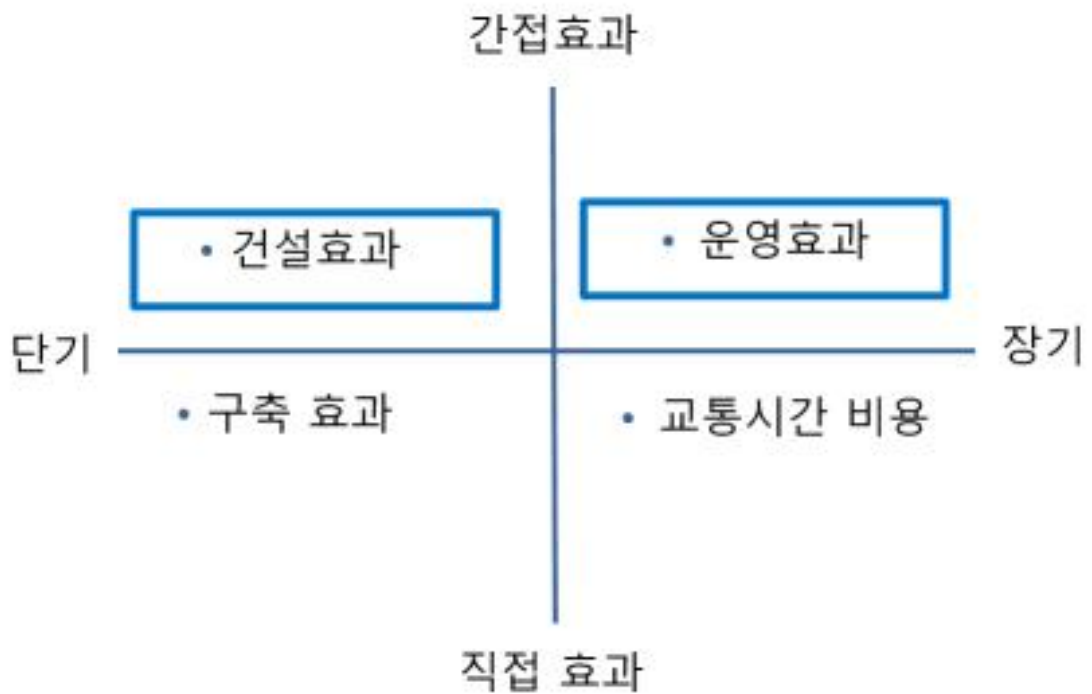 간접효과
• 건설효과
• 운영효과
단기
장기
• 구축 효과
• 교통시간 비용
직접 효과